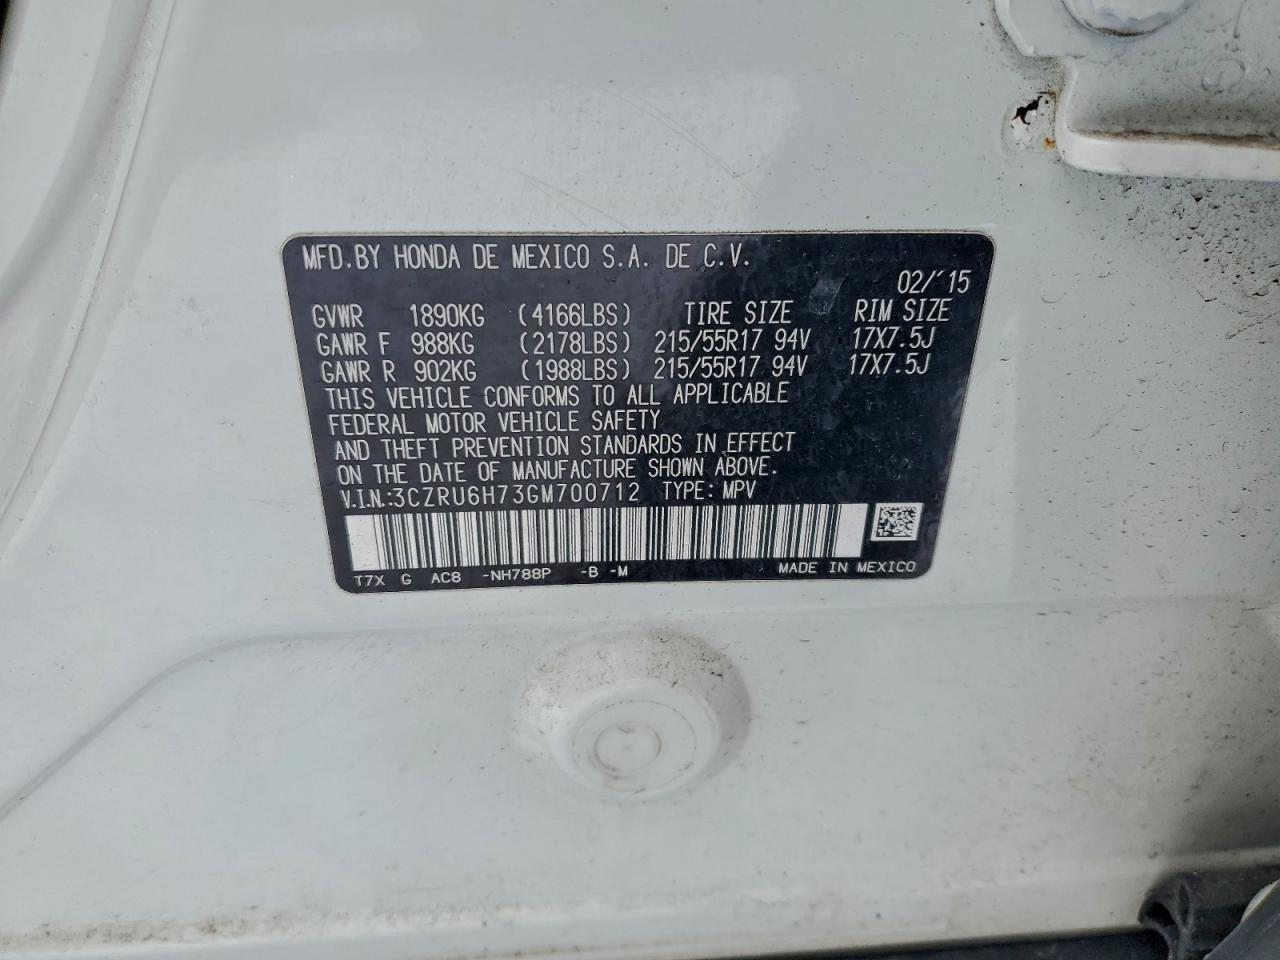 MFD.BY HONDA DE MEXICO S.A. DE C.V.
02/'15
GVWR 1890KG (4166LBS) TIRE SIZE RIM SIZE
GAWR F 988KG (2178LBS) 215/55R17 94V 17X7.5J
GAWR R 902KG (1988LBS) 215/55R17 94V 17X7.5J
THIS VEHICLE CONFORMS TO ALL APPLICABLE
FEDERAL MOTOR VEHICLE SAFETY
AND THEFT PREVENTION STANDARDS IN EFFECT
ON THE DATE OF MANUFACTURE SHOWN ABOVE.
V.I.N.:3CZRU6H73GM700712 TYPE: MPV
T7X G AC8 -NH788P -B -M MADE IN MEXICO